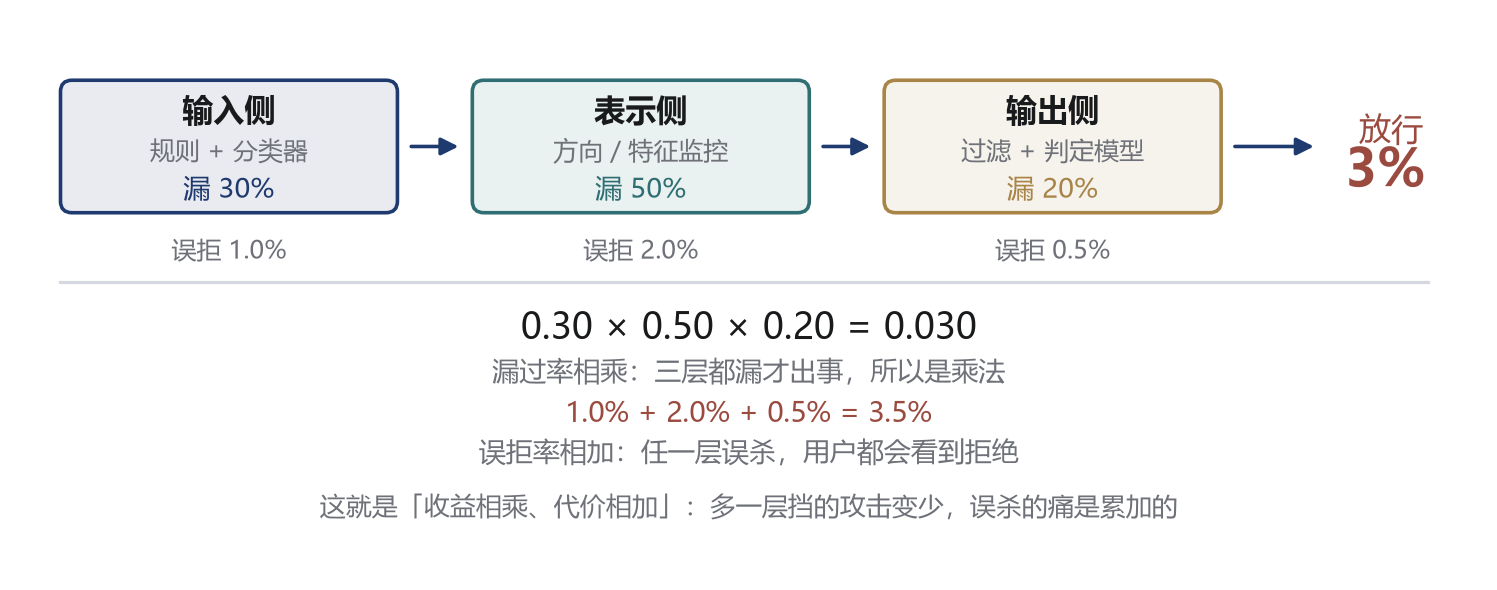 输入侧
规则 + 分类器
漏 30%
误拒 1.0%
表示侧
方向 / 特征监控
漏 50%
误拒 2.0%
输出侧
过滤 + 判定模型
漏 20%
误拒 0.5%
放行
3%
0.30 × 0.50 × 0.20 = 0.030
漏过率相乘：三层都漏才出事，所以是乘法
1.0% + 2.0% + 0.5% = 3.5%
误拒率相加：任一层误杀，用户都会看到拒绝
这就是「收益相乘、代价相加」：多一层挡的攻击变少，误杀的痛是累加的